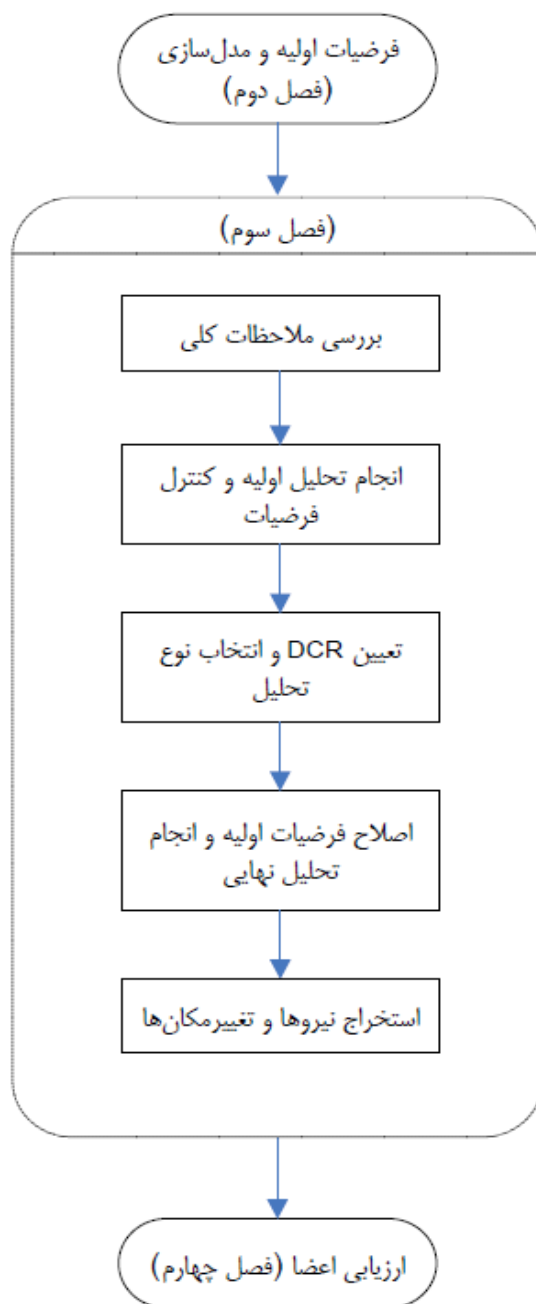 فرضیات اولیه و مدل‌سازی
(فصل دوم)
(فصل سوم)
بررسی ملاحظات کلی
انجام تحلیل اولیه و کنترل
فرضیات
تعیین DCR و انتخاب نوع
تحلیل
اصلاح فرضیات اولیه و انجام
تحلیل نهایی
استخراج نیروها و تغییرمکان‌ها
ارزیابی اعضا (فصل چهارم)